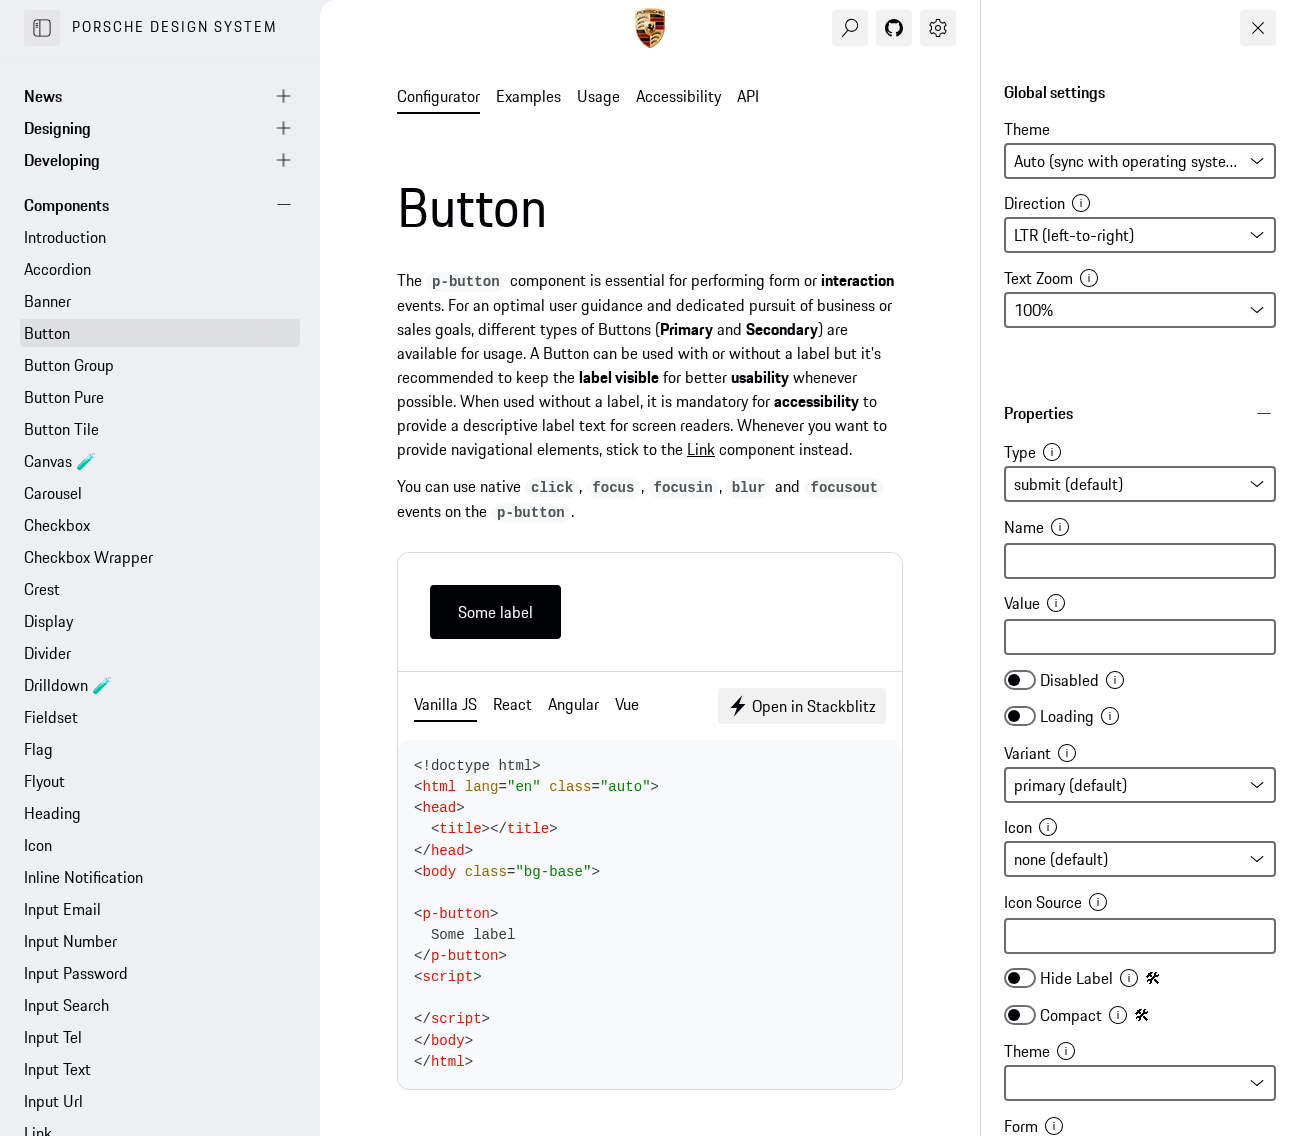 PORSCHE DESIGN SYSTEM
News
Designing
Developing
Components
Introduction
Accordion
Banner
Button
Button Group
Button Pure
Button Tile
Canvas 🧪
Carousel
Checkbox
Checkbox Wrapper
Crest
Display
Divider
Drilldown 🧪
Fieldset
Flag
Flyout
Heading
Icon
Inline Notification
Input Email
Input Number
Input Password
Input Search
Input Tel
Input Text
Input Url
Link
Configurator Examples Usage Accessibility API
Button
The p-button component is essential for performing form or interaction
events. For an optimal user guidance and dedicated pursuit of business or
sales goals, different types of Buttons (Primary and Secondary) are
available for usage. A Button can be used with or without a label but it's
recommended to keep the label visible for better usability whenever
possible. When used without a label, it is mandatory for accessibility to
provide a descriptive label text for screen readers. Whenever you want to
provide navigational elements, stick to the Link component instead.
You can use native click, focus, focusin, blur and focusout
events on the p-button.
Some label
Vanilla JS React Angular Vue
Open in Stackblitz
<!doctype html>
<html lang="en" class="auto">
<head>
  <title></title>
</head>
<body class="bg-base">
<p-button>
  Some label
</p-button>
<script>
</script>
</body>
</html>
Global settings
Theme
Auto (sync with operating syste...
Direction
LTR (left-to-right)
Text Zoom
100%
Properties
Type
submit (default)
Name
Value
Disabled
Loading
Variant
primary (default)
Icon
none (default)
Icon Source
Hide Label 🛠
Compact 🛠
Theme
Form